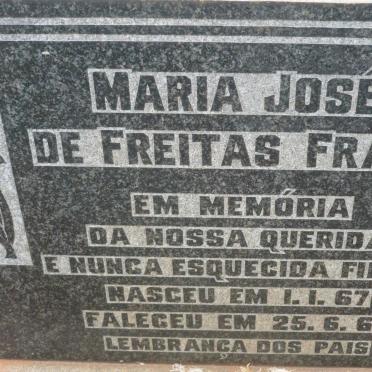 MARIA JOSÉ
DE FREITAS FRA
EM MEMÓRIA
DA NOSSA QUERIDA
E NUNCA ESQUECIDA FI
NASCEU EM 1.1.67
FALECEU EM 25.6.6
LEMBRANÇA DOS PAIS